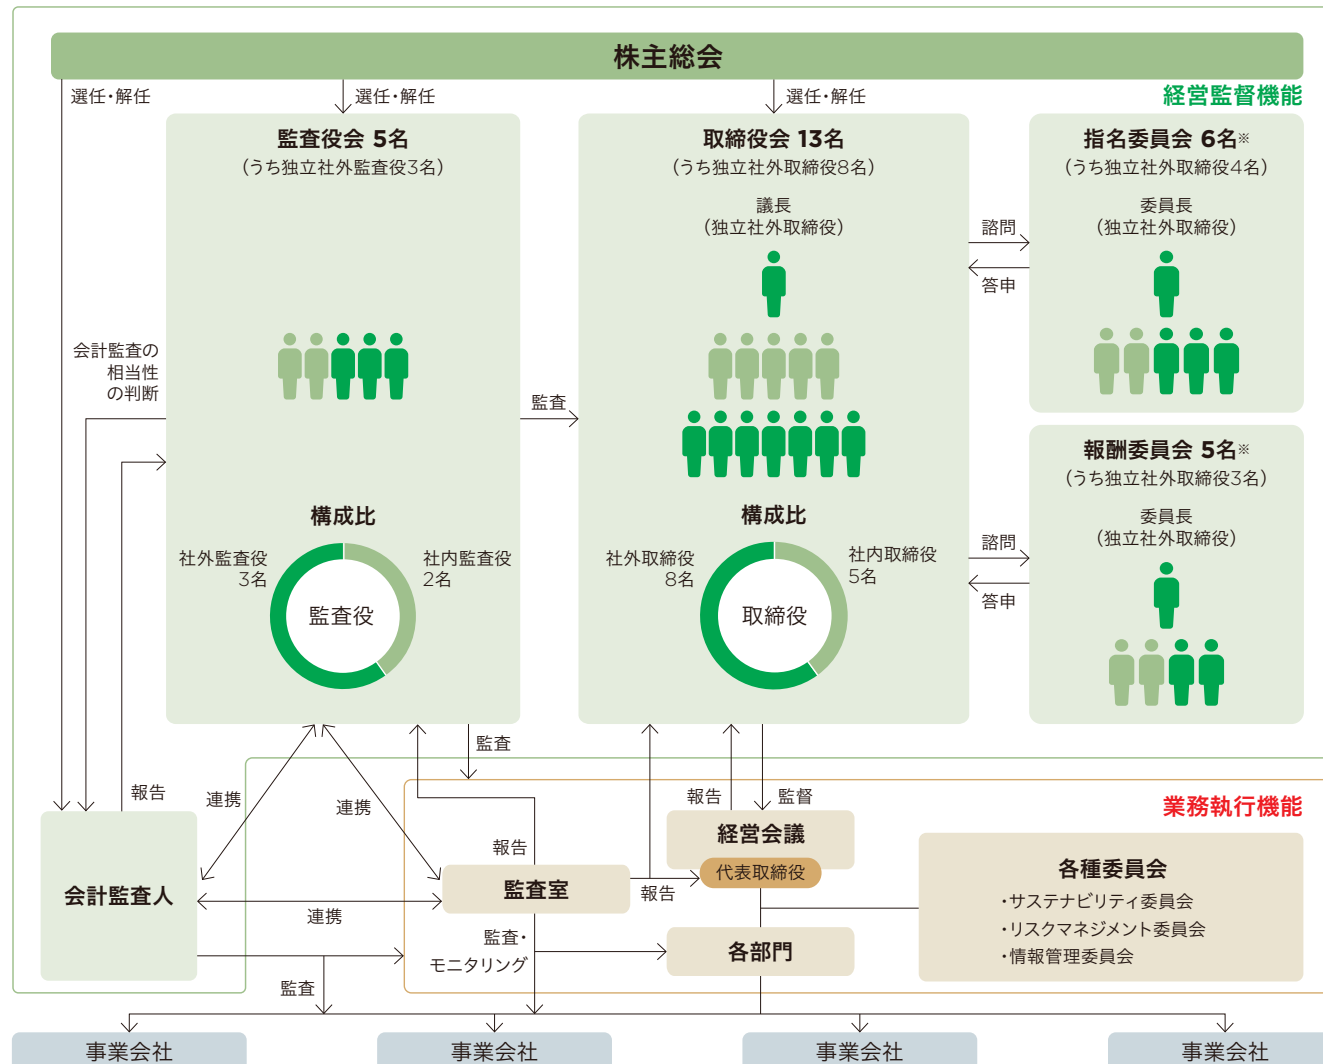 株主総会
選任・解任
選任・解任
選任・解任
経営監督機能
監査役会 5名
(うち独立社外監査役3名)
取締役会 13名
(うち独立社外取締役8名)
議長
(独立社外取締役)
指名委員会 6名※
(うち独立社外取締役4名)
委員長
(独立社外取締役)
諮問
答申
会計監査の
相当性
の判断
監査
報酬委員会 5名※
(うち独立社外取締役3名)
委員長
(独立社外取締役)
諮問
答申
構成比
社外監査役
3名
社内監査役
2名
監査役
構成比
社外取締役
8名
社内取締役
5名
取締役
監査
報告
連携
連携
報告
報告
監督
業務執行機能
会計監査人
監査室
報告
経営会議
代表取締役
各種委員会
・サステナビリティ委員会
・リスクマネジメント委員会
・情報管理委員会
連携
監査・
モニタリング
各部門
監査
事業会社
事業会社
事業会社
事業会社